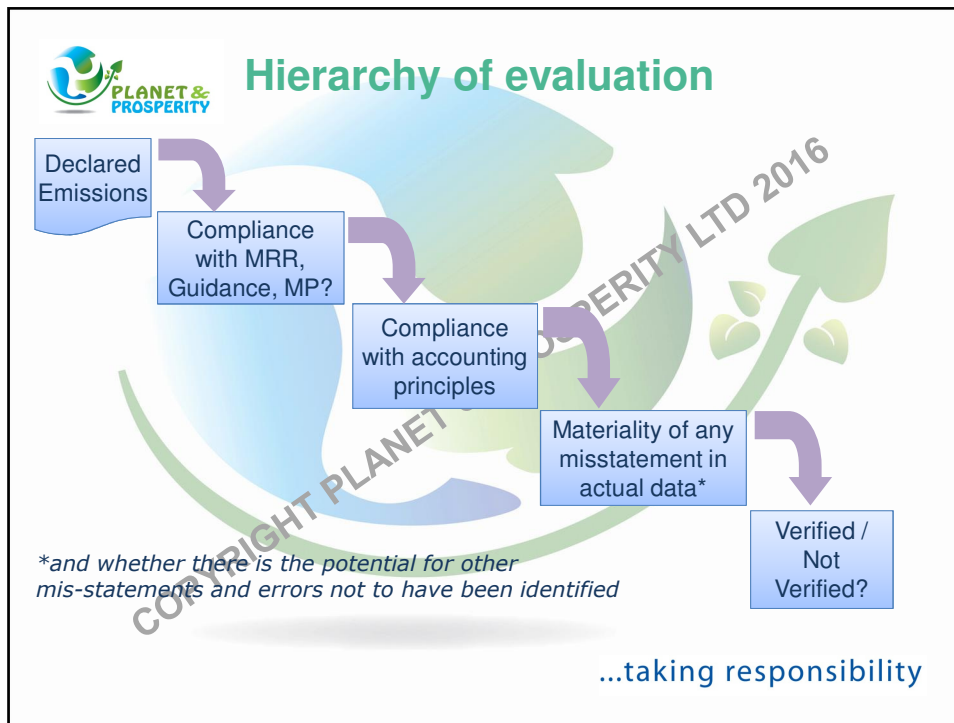 PLANET &
PROSPERITY
Hierarchy of evaluation
Declared
Emissions
Compliance
with MRR,
Guidance, MP?
Compliance
with accounting
principles
Materiality of any
misstatement in
actual data*
Verified /
Not
Verified?
*and whether there is the potential for other
mis-statements and errors not to have been identified
COPYRIGHT PLANET & PROSPERITY LTD 2016
...taking responsibility